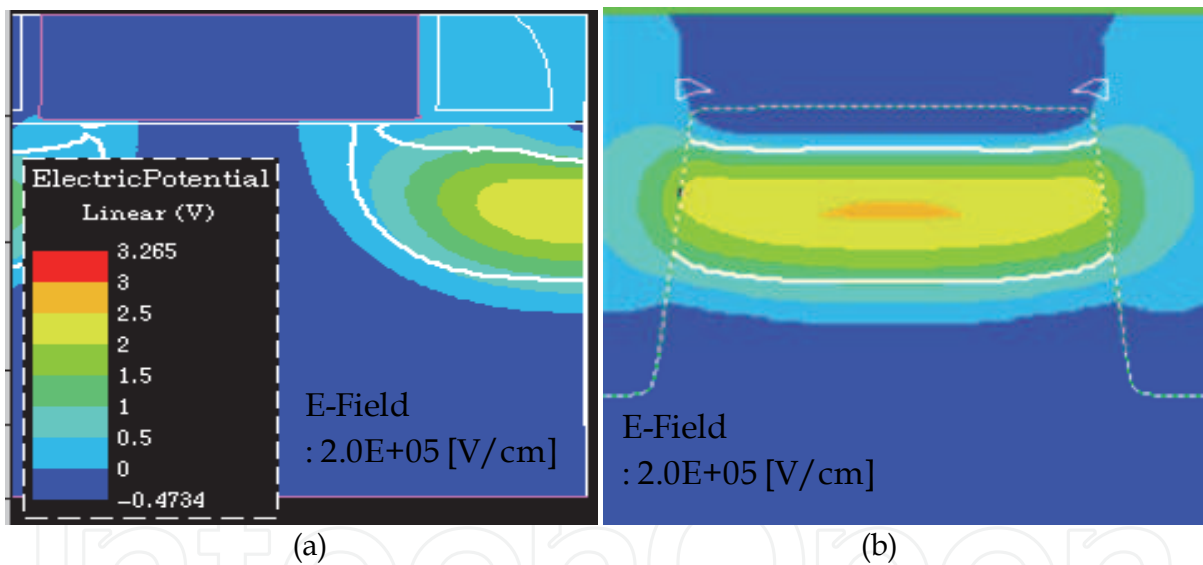 ElectricPotential
Linear (V)
3.265
3
2.5
2
1.5
1
0.5
0
-0.4734
E-Field
: 2.0E+05 [V/cm]
E-Field
: 2.0E+05 [V/cm]
(a)
(b)
IntechOpen